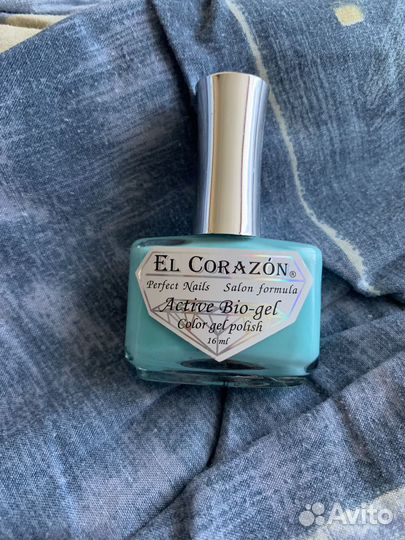 EL CORAZÓN®
Perfect Nails Salon formula
Active Bio-gel
Color gel polish
16 ml
Avito